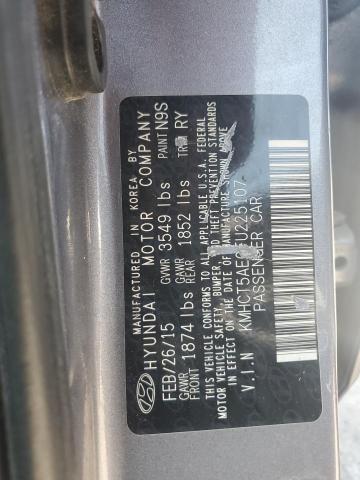 MANUFACTURED IN KOREA BY
HYUNDAI MOTOR COMPANY
FEB/26/15 GVWR 3549 lbs PAINT N9S
GAWR FRONT 1874 lbs GAWR REAR 1852 lbs TRIM RY
THIS VEHICLE CONFORMS TO ALL APPLICABLE U.S.A. FEDERAL
MOTOR VEHICLE SAFETY, BUMPER, AND THEFT PREVENTION STANDARDS
IN EFFECT ON THE DATE OF MANUFACTURE SHOWN ABOVE.
V.I.N
PASSENGER CAR